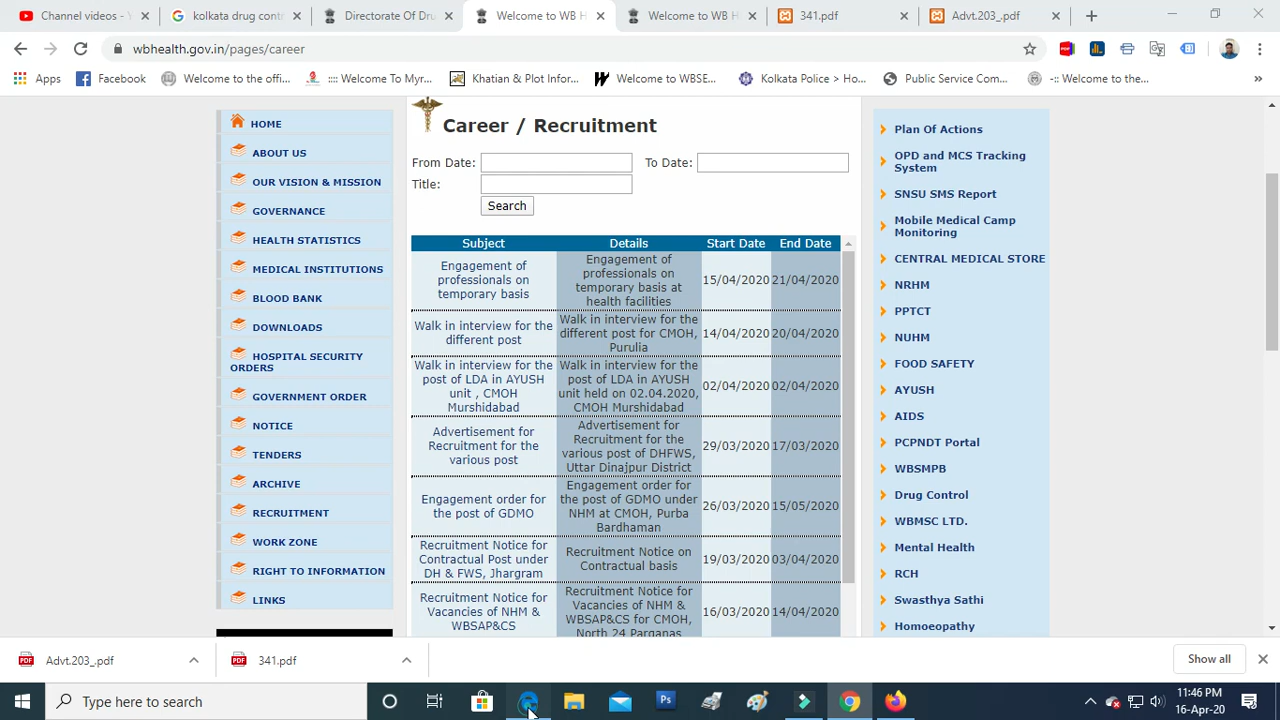 Channel videos - Y
kolkata drug cont
Directorate Of Dru
Welcome to WB H
Welcome to WB H
341.pdf
Advt.203_.pdf
wbhealth.gov.in/pages/career
Apps
Facebook
Welcome to the offi...
:::: Welcome To Myr...
Khatian & Plot Infor...
Welcome to WBSE...
Kolkata Police > Ho...
Public Service Com...
-:: Welcome to the...
»
HOME
ABOUT US
OUR VISION & MISSION
GOVERNANCE
HEALTH STATISTICS
MEDICAL INSTITUTIONS
BLOOD BANK
DOWNLOADS
HOSPITAL SECURITY
ORDERS
GOVERNMENT ORDER
NOTICE
TENDERS
ARCHIVE
RECRUITMENT
WORK ZONE
RIGHT TO INFORMATION
LINKS
Career / Recruitment
From Date:
To Date:
Title:
Search
Subject Details Start Date End Date
Engagement of
professionals on
temporary basis
Engagement of
professionals on
temporary basis at
health facilities
15/04/2020 21/04/2020
Walk in interview for the
different post
Walk in interview for the
different post for CMOH,
Purulia
14/04/2020 20/04/2020
Walk in interview for the
post of LDA in AYUSH
unit , CMOH
Murshidabad
Walk in interview for the
post of LDA in AYUSH
unit held on 02.04.2020,
CMOH Murshidabad
02/04/2020 02/04/2020
Advertisement for
Recruitment for the
various post
Advertisement for
Recruitment for the
various post of DHFWS,
Uttar Dinajpur District
29/03/2020 17/03/2020
Engagement order for
the post of GDMO
Engagement order for
the post of GDMO under
NHM at CMOH, Purba
Bardhaman
26/03/2020 15/05/2020
Recruitment Notice for
Contractual Post under
DH & FWS, Jhargram
Recruitment Notice on
Contractual basis
19/03/2020 03/04/2020
Recruitment Notice for
Vacancies of NHM &
WBSAP&CS
Recruitment Notice for
Vacancies of NHM &
WBSAP&CS for CMOH,
North 24 Parganas
16/03/2020 14/04/2020
Plan Of Actions
OPD and MCS Tracking
System
SNSU SMS Report
Mobile Medical Camp
Monitoring
CENTRAL MEDICAL STORE
NRHM
PPTCT
NUHM
FOOD SAFETY
AYUSH
AIDS
PCPNDT Portal
WBSMPB
Drug Control
WBMSC LTD.
Mental Health
RCH
Swasthya Sathi
Homoeopathy
Advt.203_.pdf
341.pdf
Show all
Type here to search
Ps
11:46 PM
16-Apr-20